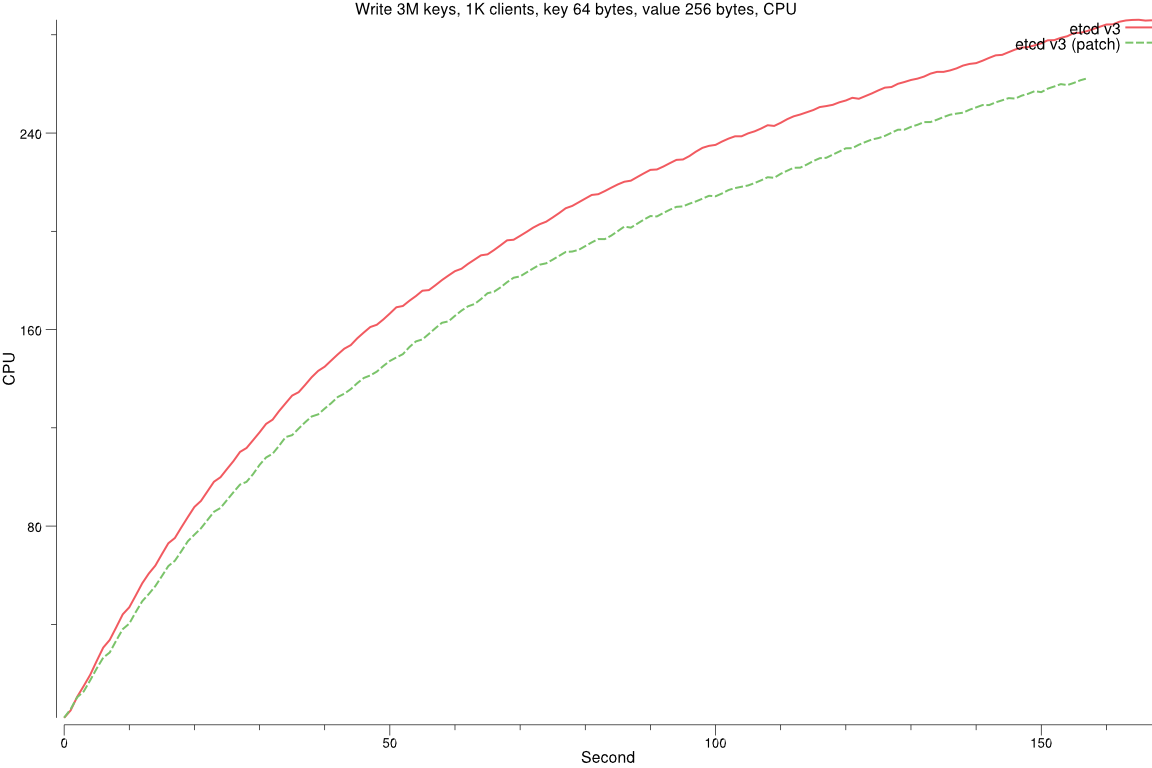 Write 3M keys, 1K clients, key 64 bytes, value 256 bytes, CPU
etcd v3
etcd v3 (patch)
240
160
80
CPU
0
50
100
150
Second